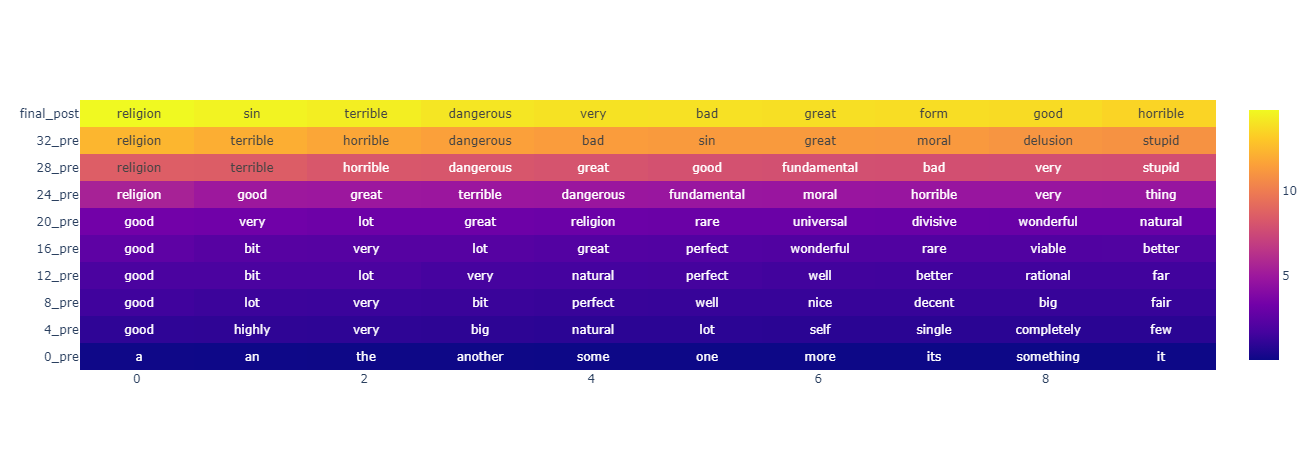 final_post religion sin terrible dangerous very bad great form good horrible
32_pre religion terrible horrible dangerous bad sin great moral delusion stupid
28_pre religion terrible horrible dangerous great good fundamental bad very stupid
24_pre religion good great terrible dangerous fundamental moral horrible very thing
20_pre good very lot great religion rare universal divisive wonderful natural
16_pre good bit very lot great perfect wonderful rare viable better
12_pre good bit lot very natural perfect well better rational far
8_pre good lot very bit perfect well nice decent big fair
4_pre good highly very big natural lot self single completely few
0_pre a an the another some one more its something it
0 2 4 6 8
10
5